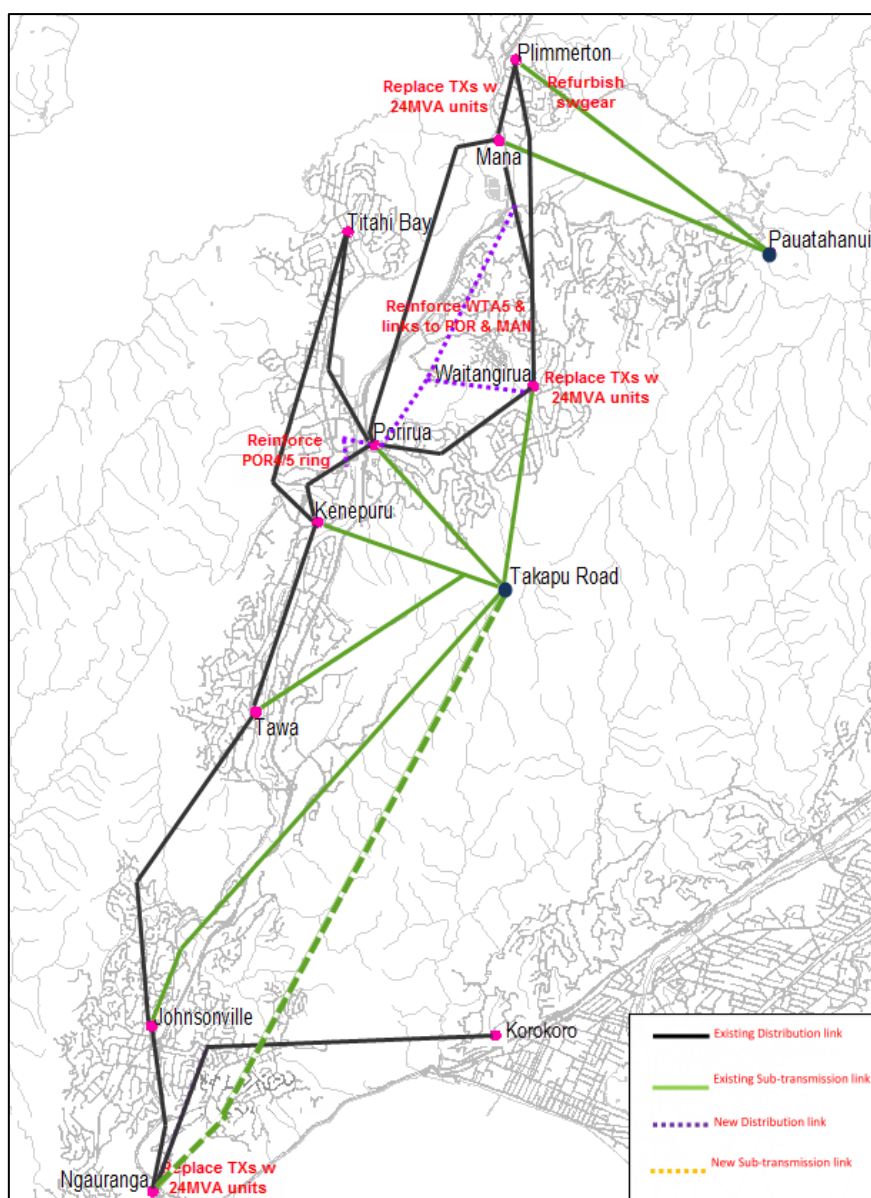 Plimmerton
Replace TXs w
24MVA units
Refurbish
swgear
Mana
Titahi Bay
Pauatahanui
Reinforce WTA5 &
links to POR & MAN
Waitangirua
Replace TXs w
24MVA units
Porirua
Reinforce
POR4/5 ring
Kenepuru
Takapu Road
Tawa
Johnsonville
Korokoro
Ngauranga
Replace TXs w
24MVA units
Existing Distribution link
Existing Sub-transmission link
New Distribution link
New Sub-transmission link